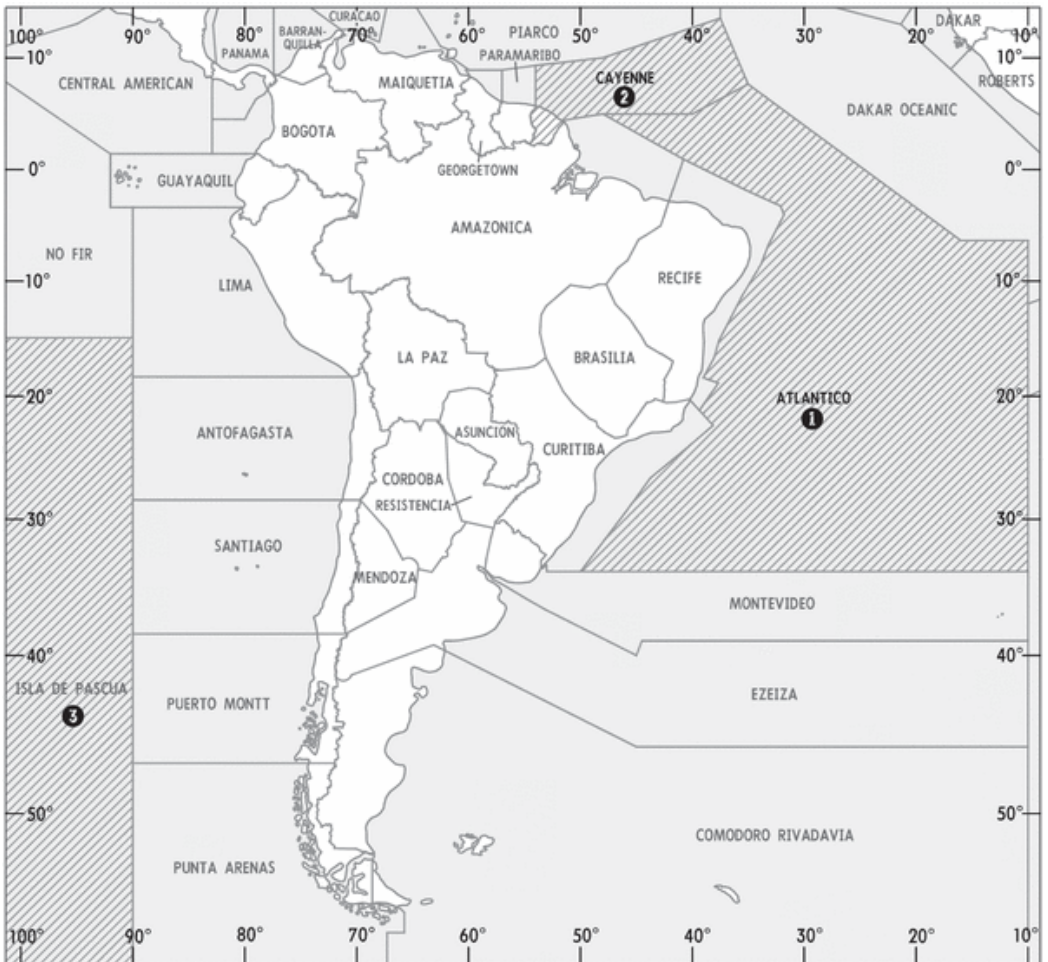 100°
90°
80°
70°
60°
50°
40°
30°
20°
10°
CURACAO
BARRAN-
QUILLA
PANAMA
PIARCO
PARAMARIBO
DAKAR
10°
10°
CENTRAL AMERICAN
MAIQUETIA
CAYENNE
2
ROBERTS
DAKAR OCEANIC
BOGOTA
0°
GUAYAQUIL
GEORGETOWN
0°
AMAZONICA
NO FIR
10°
LIMA
RECIFE
10°
LA PAZ
BRASILIA
20°
ATLANTICO
1
20°
ANTOFAGASTA
ASUNCION
CURITIBA
CORDOBA
RESISTENCIA
30°
30°
SANTIAGO
MENDOZA
MONTEVIDEO
40°
40°
ISLA DE PASCUA
3
PUERTO MONTT
EZEIZA
50°
50°
COMODORO RIVADAVIA
PUNTA ARENAS
100°
90°
80°
70°
60°
50°
40°
30°
20°
10°